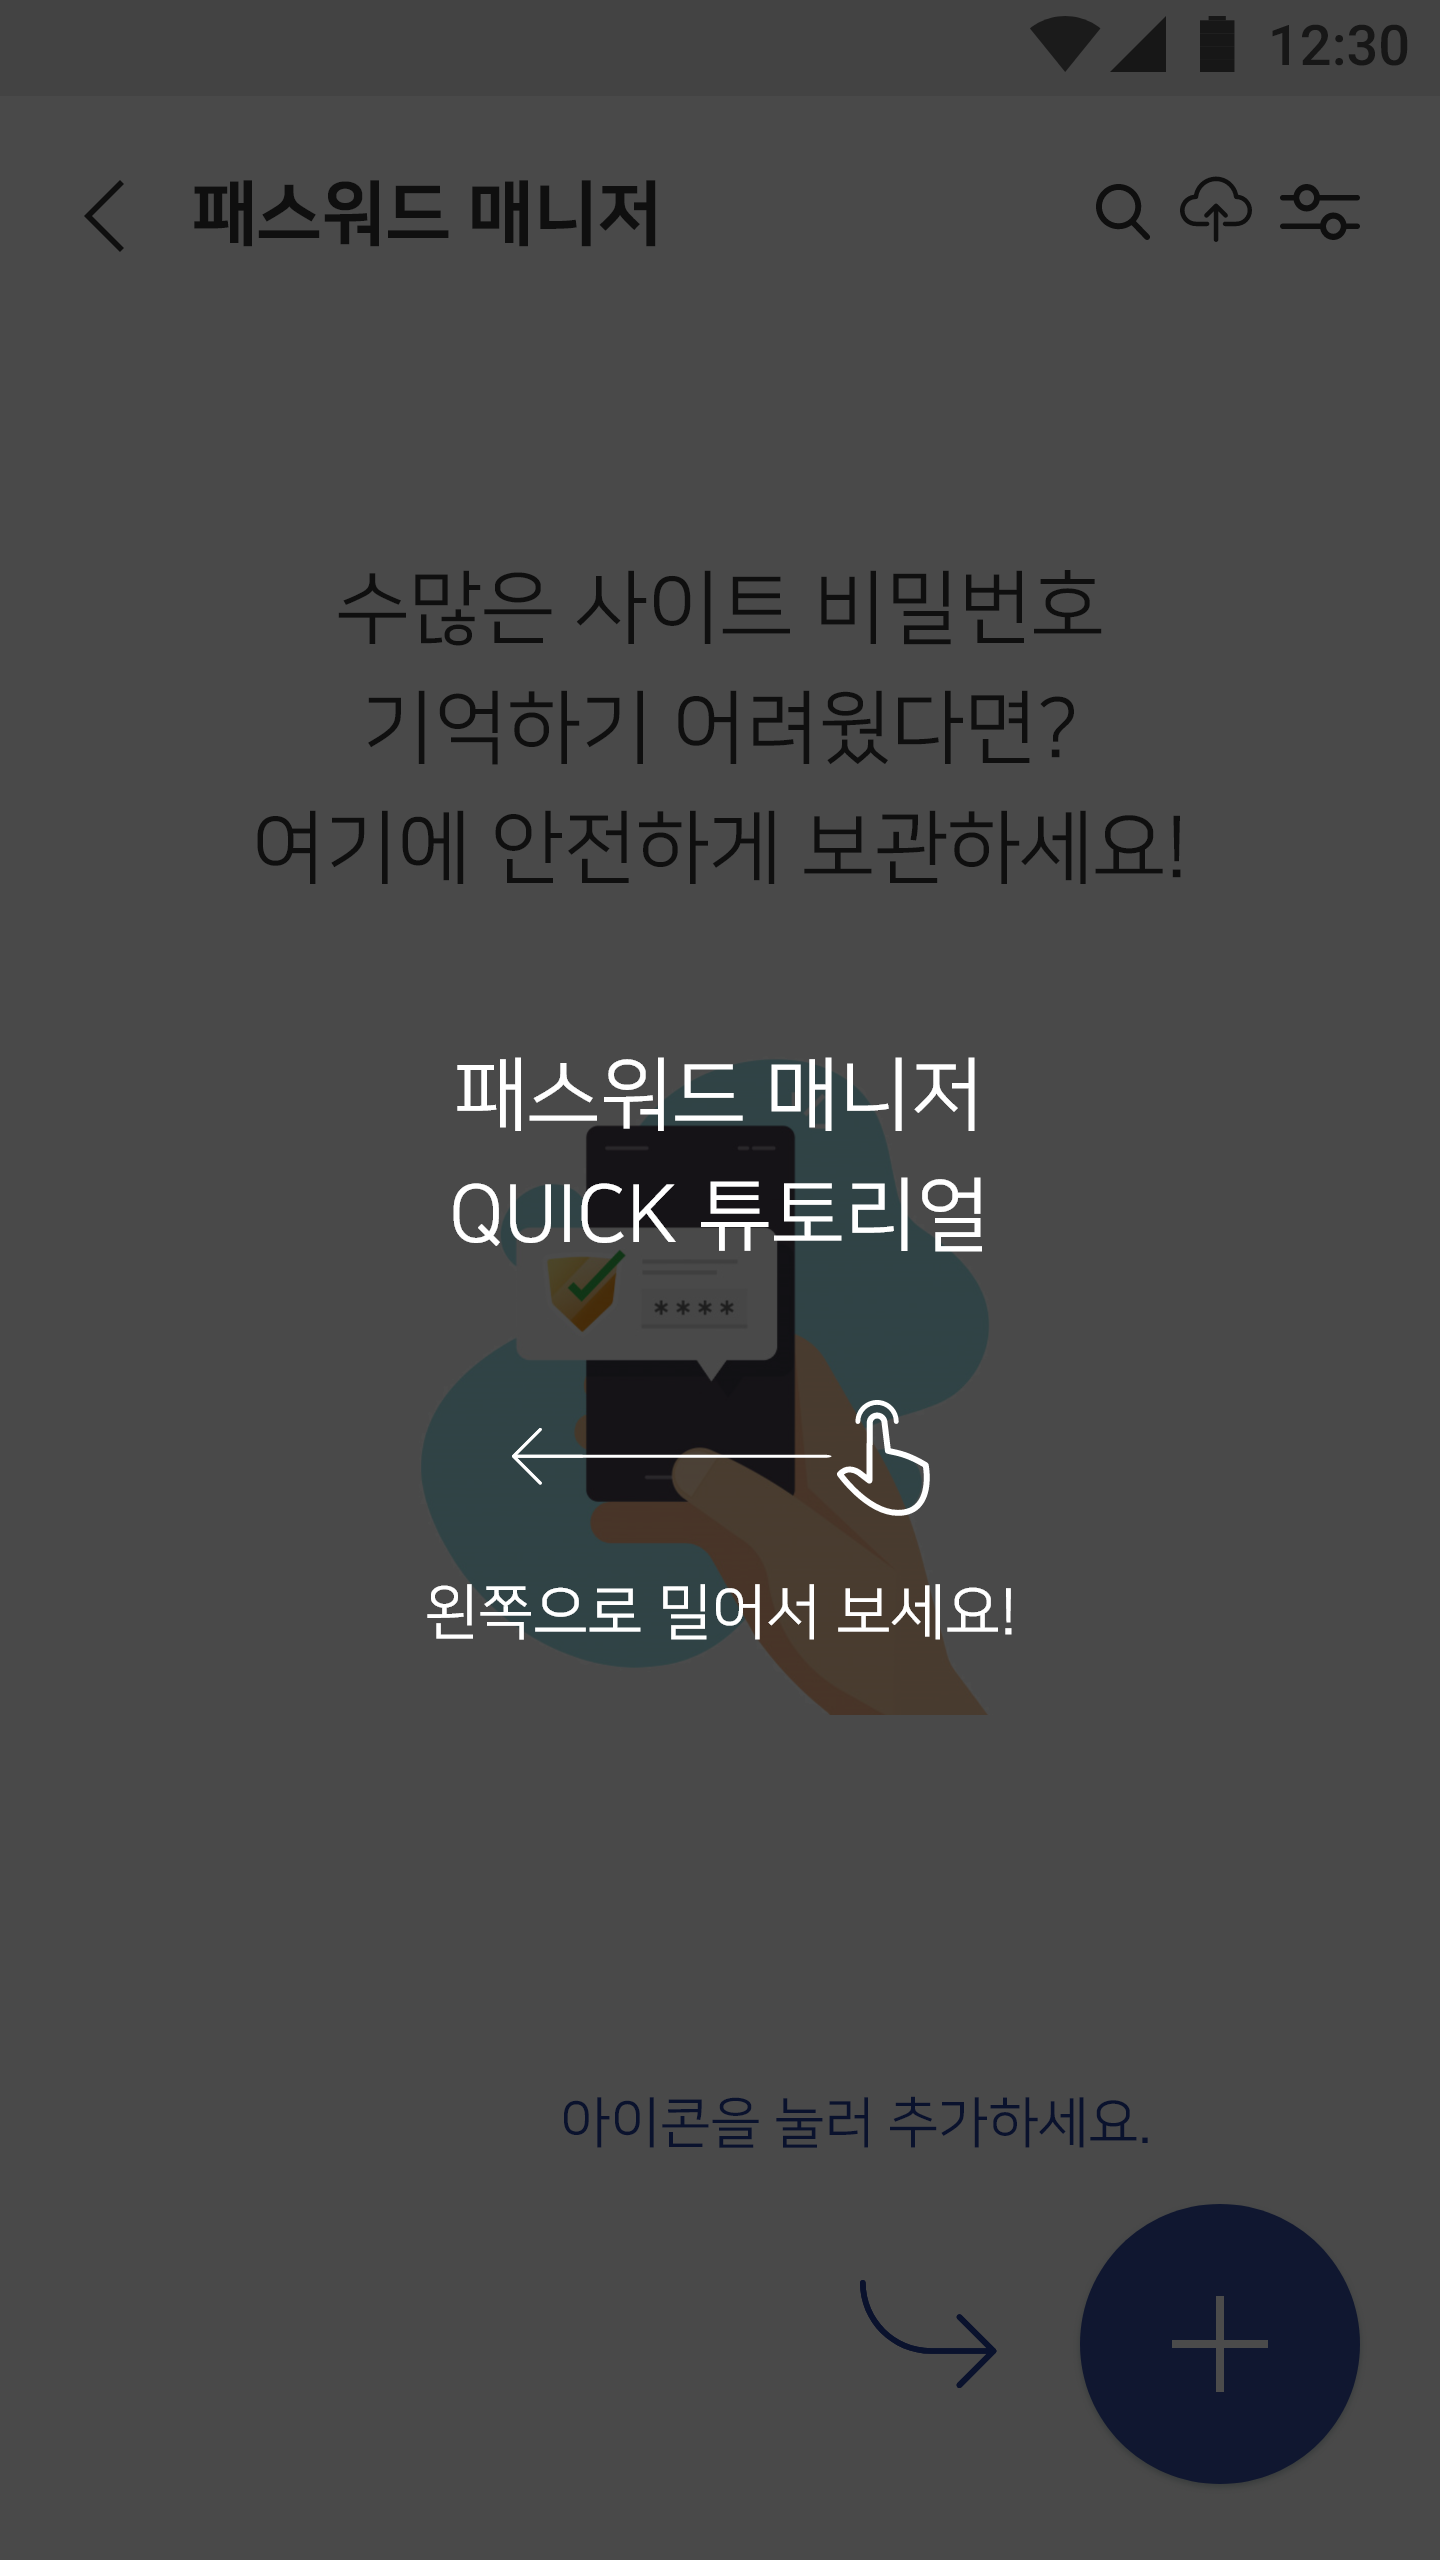 12:30
패스워드 매니저
수많은 사이트 비밀번호
기억하기 어려웠다면?
여기에 안전하게 보관하세요!
패스워드 매니저
QUICK 튜토리얼
****
왼쪽으로 밀어서 보세요!
아이콘을 눌러 추가하세요.